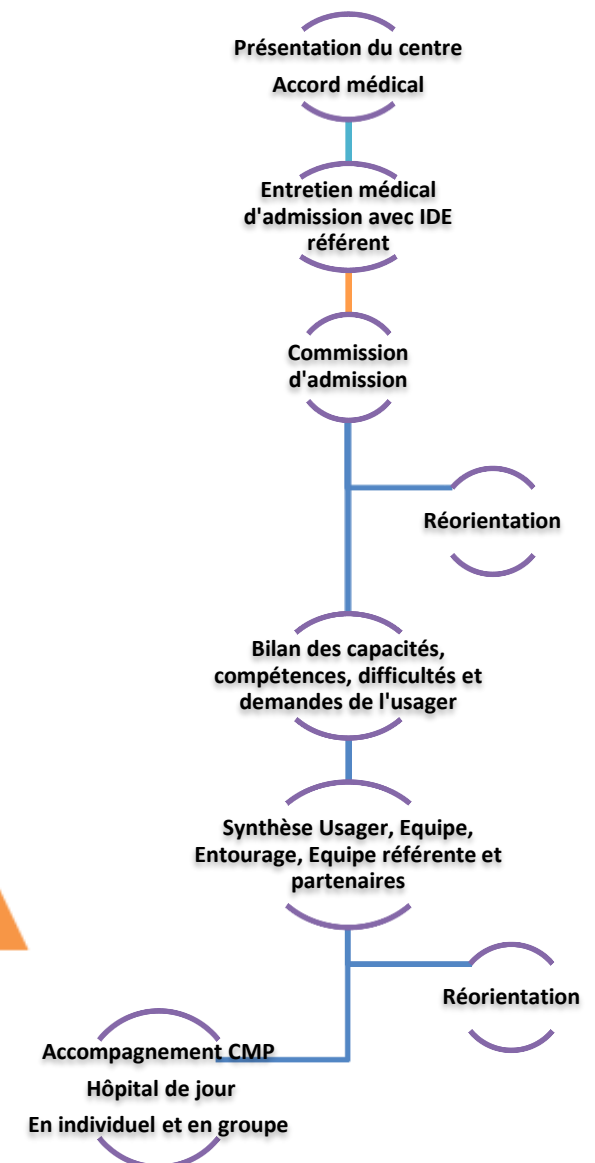 Présentation du centre
Accord médical
Entretien médical
d'admission avec IDE
référent
Commission
d'admission
Réorientation
Bilan des capacités,
compétences, difficultés et
demandes de l'usager
Synthèse Usager, Equipe,
Entourage, Equipe référente et
partenaires
Réorientation
Accompagnement CMP
Hôpital de jour
En individuel et en groupe